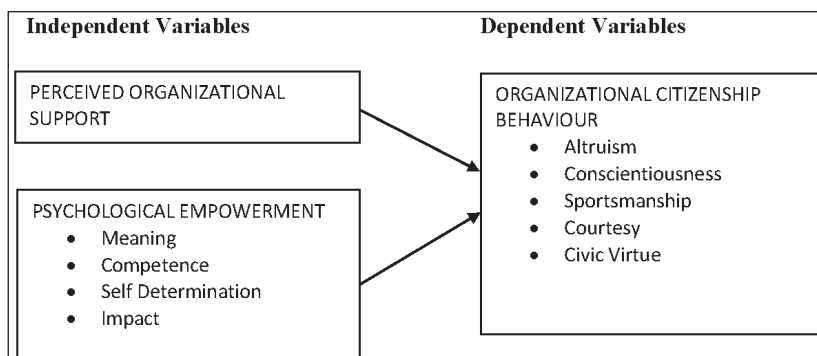 Independent Variables
Dependent Variables
PERCEIVED ORGANIZATIONAL
SUPPORT
PSYCHOLOGICAL EMPOWERMENT
• Meaning
• Competence
• Self Determination
• Impact
ORGANIZATIONAL CITIZENSHIP
BEHAVIOUR
• Altruism
• Conscientiousness
• Sportsmanship
• Courtesy
• Civic Virtue